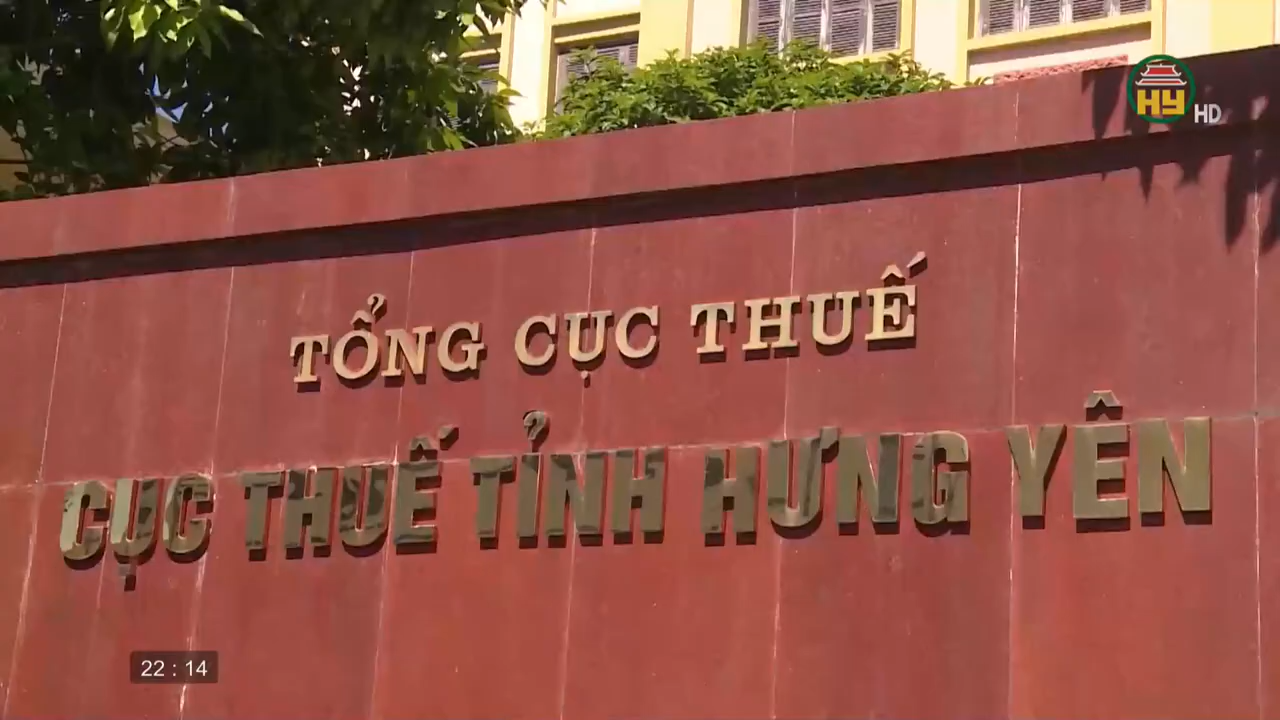 HY HD
TỔNG CỤC THUẾ
CỤC THUẾ TỈNH HƯNG YÊN
22 : 14